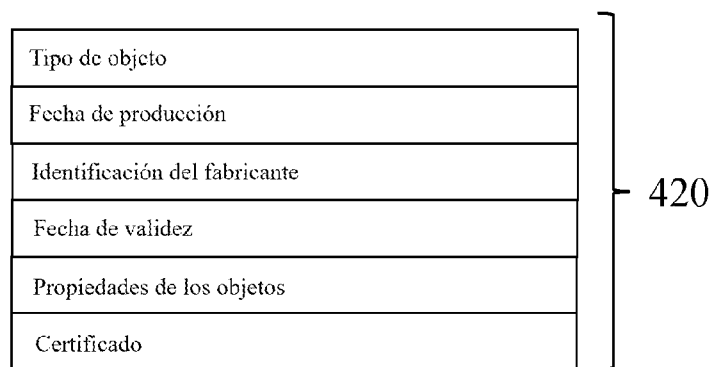 Tipo de objeto
Fecha de producción
Identificación del fabricante
Fecha de validez
Propiedades de los objetos
Certificado
420